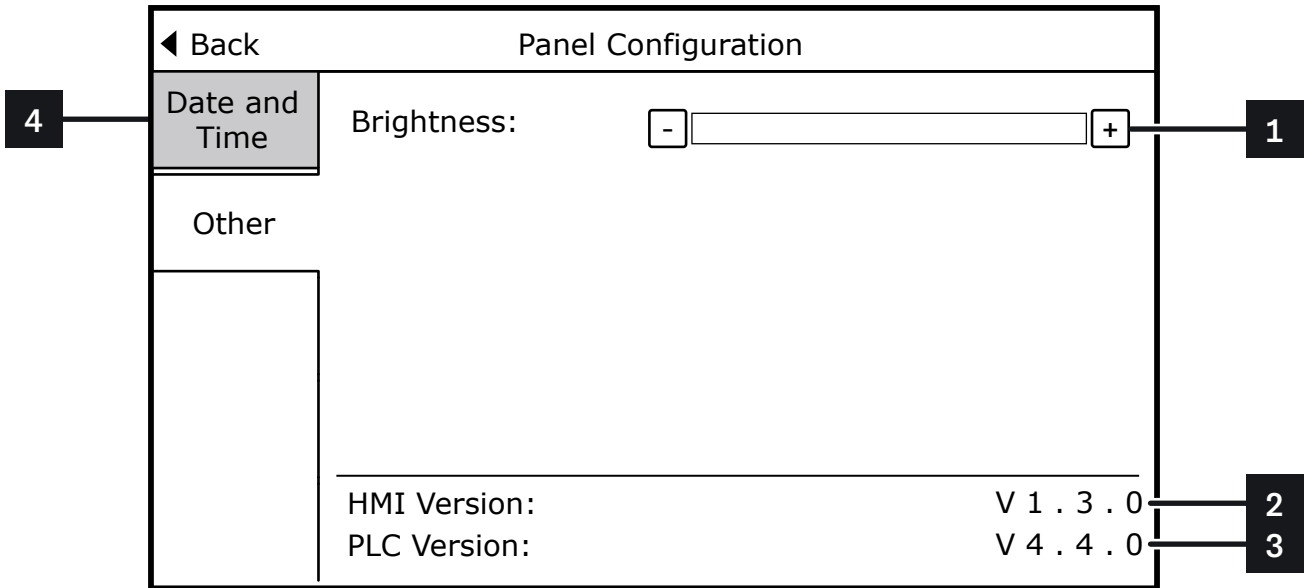 Back
Panel Configuration
4
Date and
Time
Brightness:
-
+
1
Other
HMI Version:
V 1 . 3 . 0
2
PLC Version:
V 4 . 4 . 0
3